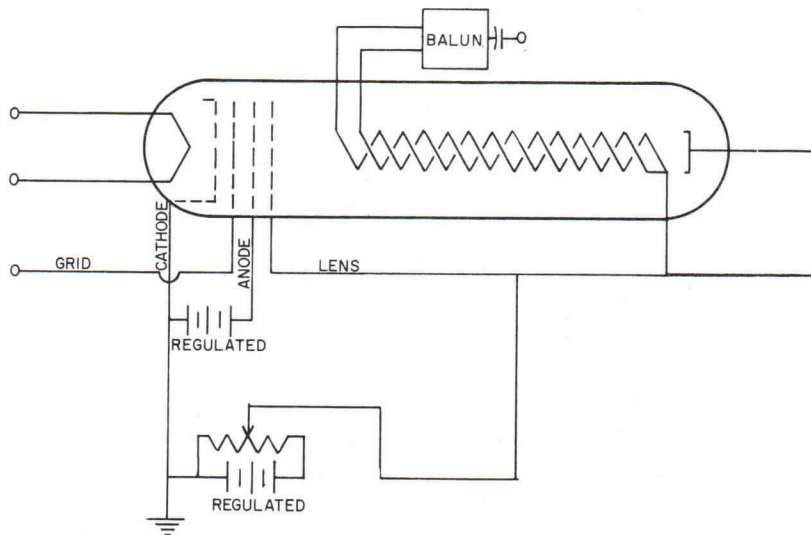 BALUN
CATHODE
GRID
ANODE
LENS
REGULATED
REGULATED